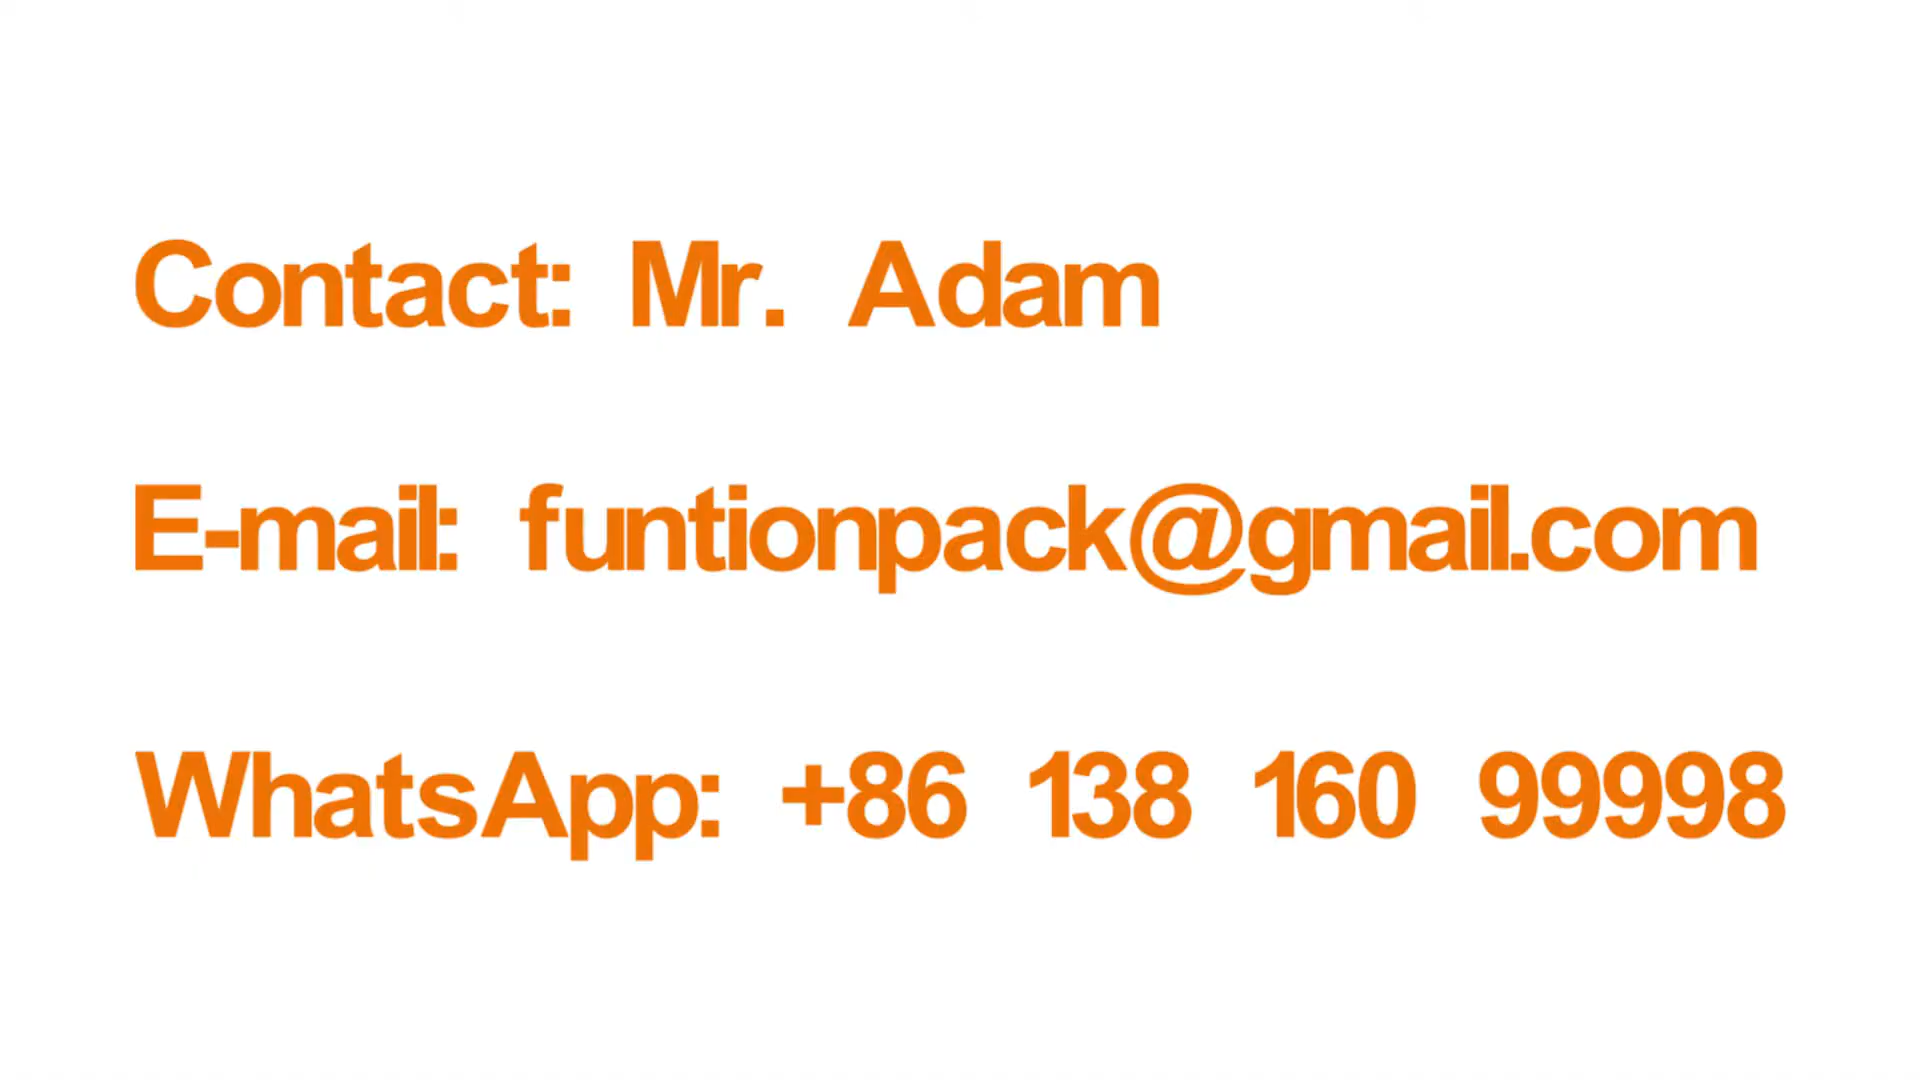 Contact: Mr. Adam
E-mail: funtionpack@gmail.com
WhatsApp: +86 138 160 99998